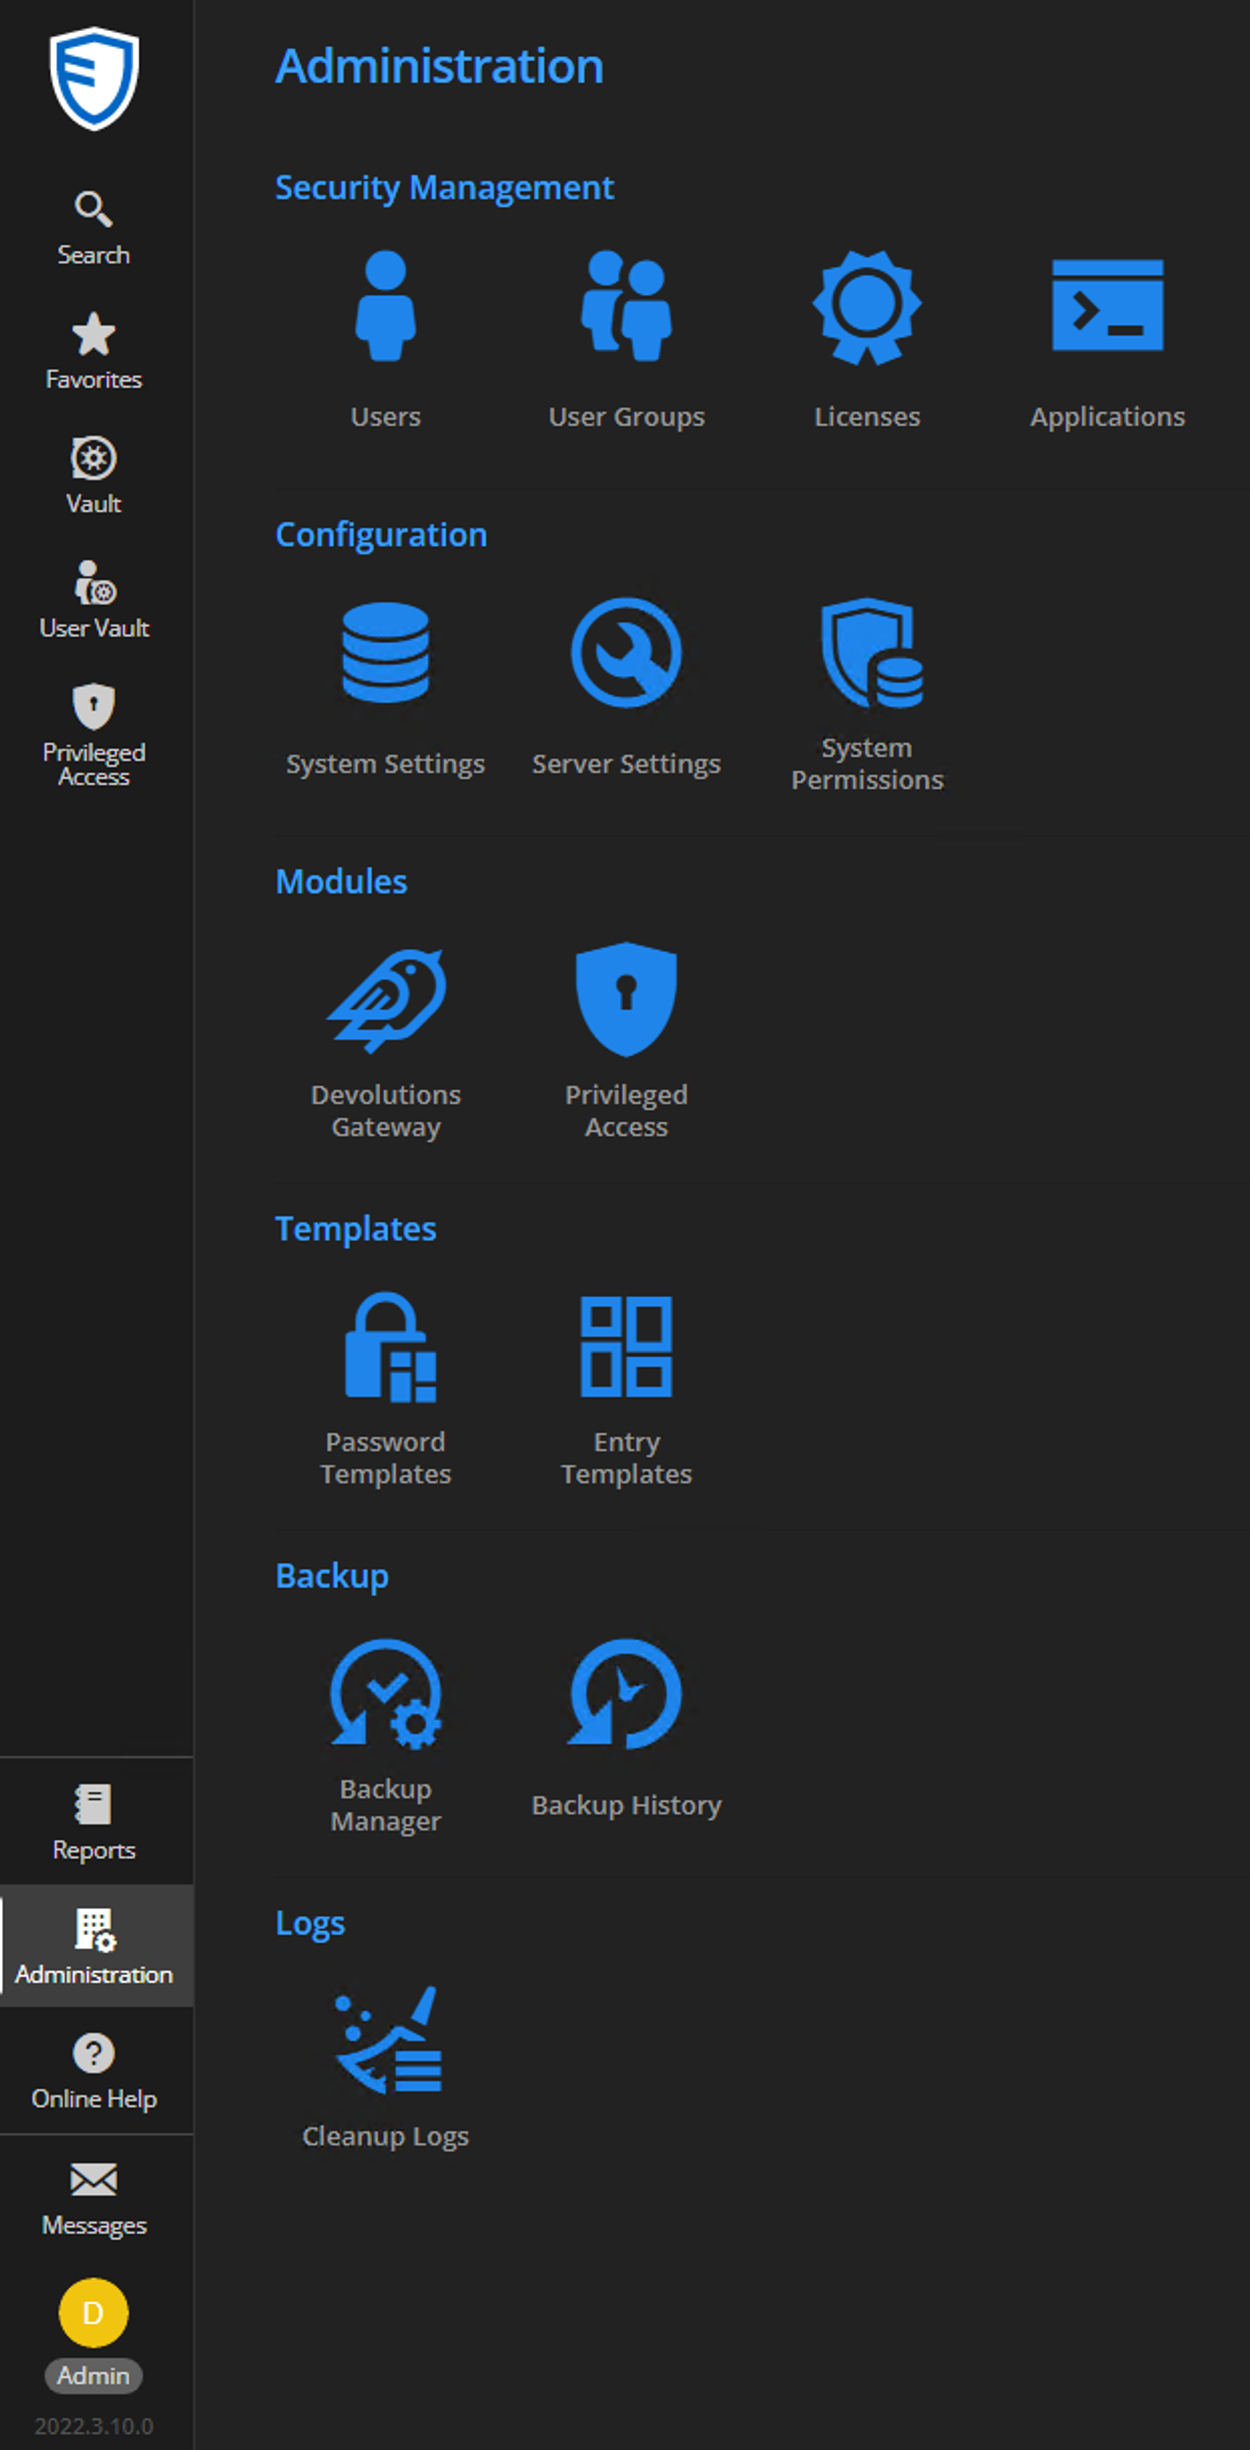 Search
Favorites
Vault
User Vault
Privileged
Access
Reports
Administration
Online Help
Messages
D
Admin
2022.3.10.0
Administration
Security Management
Users
User Groups
Licenses
Applications
Configuration
System Settings
Server Settings
System
Permissions
Modules
Devolutions
Gateway
Privileged
Access
Templates
Password
Templates
Entry
Templates
Backup
Backup
Manager
Backup History
Logs
Cleanup Logs